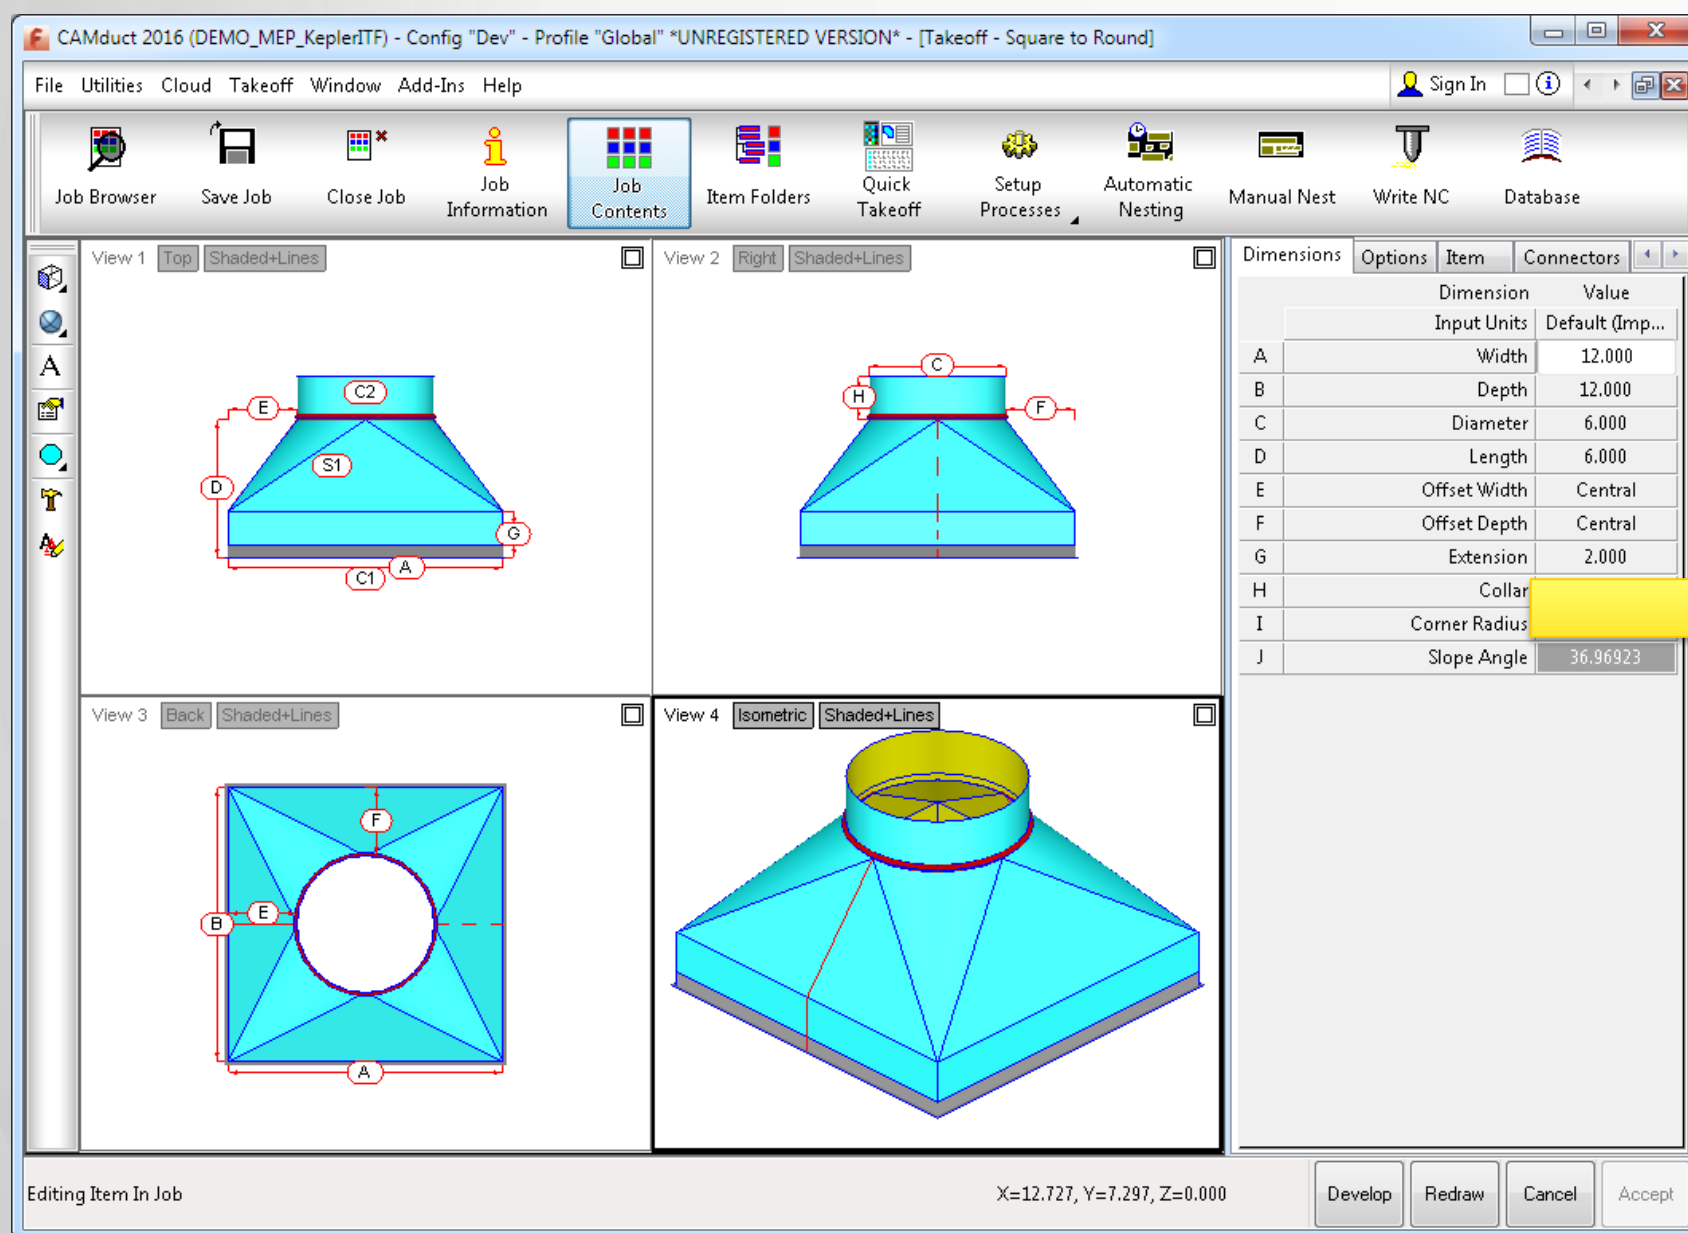 CAMduct 2016 (DEMO_MEP_KeplerITF) - Config "Dev" - Profile "Global" *UNREGISTERED VERSION* - [Takeoff - Square to Round]
File Utilities Cloud Takeoff Window Add-Ins Help
Sign In
Job Browser
Save Job
Close Job
Job
Information
Job
Contents
Item Folders
Quick
Takeoff
Setup
Processes
Automatic
Nesting
Manual Nest
Write NC
Database
View 1 Top Shaded+Lines
C2
E
S1
D
G
A
C1
View 2 Right Shaded+Lines
C
H
F
View 3 Back Shaded+Lines
F
E
B
A
View 4 Isometric Shaded+Lines
Dimensions Options Item Connectors
Dimension Value
Input Units Default (Imp...
A Width 12.000
B Depth 12.000
C Diameter 6.000
D Length 6.000
E Offset Width Central
F Offset Depth Central
G Extension 2.000
H Collar
I Corner Radius
J Slope Angle 36.96923
Editing Item In Job
X=12.727, Y=7.297, Z=0.000
Develop Redraw Cancel Accept